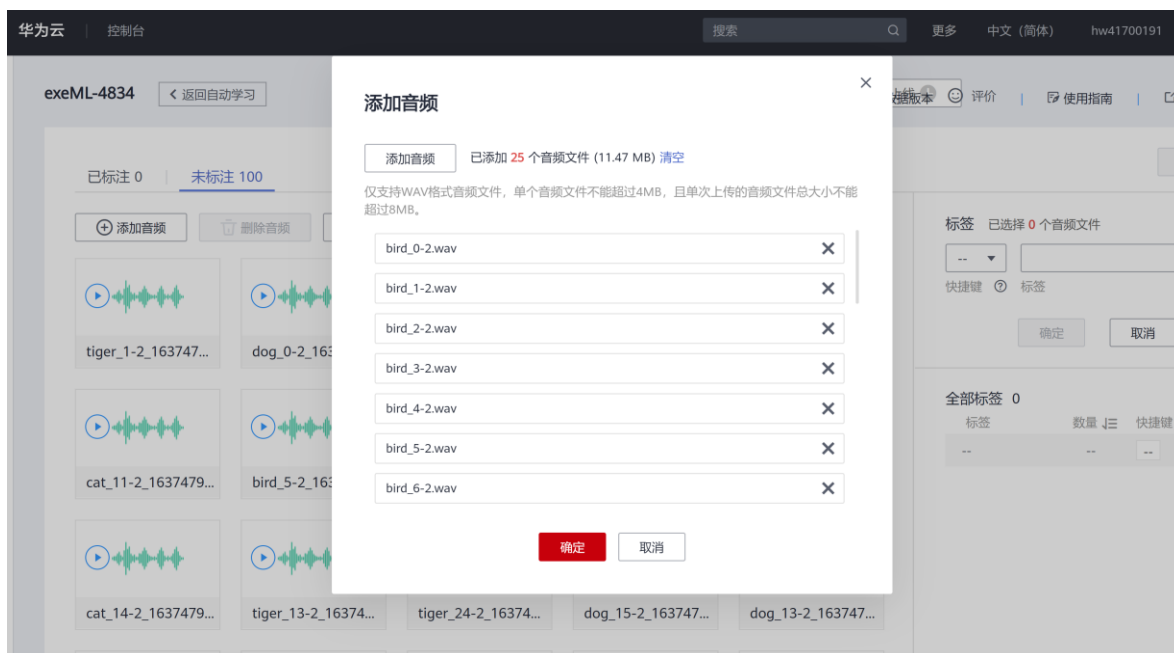 华为云 控制台 搜索 更多 中文（简体） hw41700191
exeML-4834 返回自动学习 数据版本 评价 使用指南
添加音频
添加音频 已添加 25 个音频文件 (11.47 MB) 清空
仅支持WAV格式音频文件，单个音频文件不能超过4MB，且单次上传的音频文件总大小不能
超过8MB。
bird_0-2.wav
bird_1-2.wav
bird_2-2.wav
bird_3-2.wav
bird_4-2.wav
bird_5-2.wav
bird_6-2.wav
确定 取消
已标注 0 未标注 100
添加音频 删除音频
tiger_1-2_163747... dog_0-2_163
cat_11-2_1637479... bird_5-2_163
cat_14-2_1637479... tiger_13-2_16374... tiger_24-2_16374... dog_15-2_163747... dog_13-2_163747...
标签 已选择 0 个音频文件
--
快捷键 标签
确定 取消
全部标签 0
标签 数量 快捷键
-- -- --